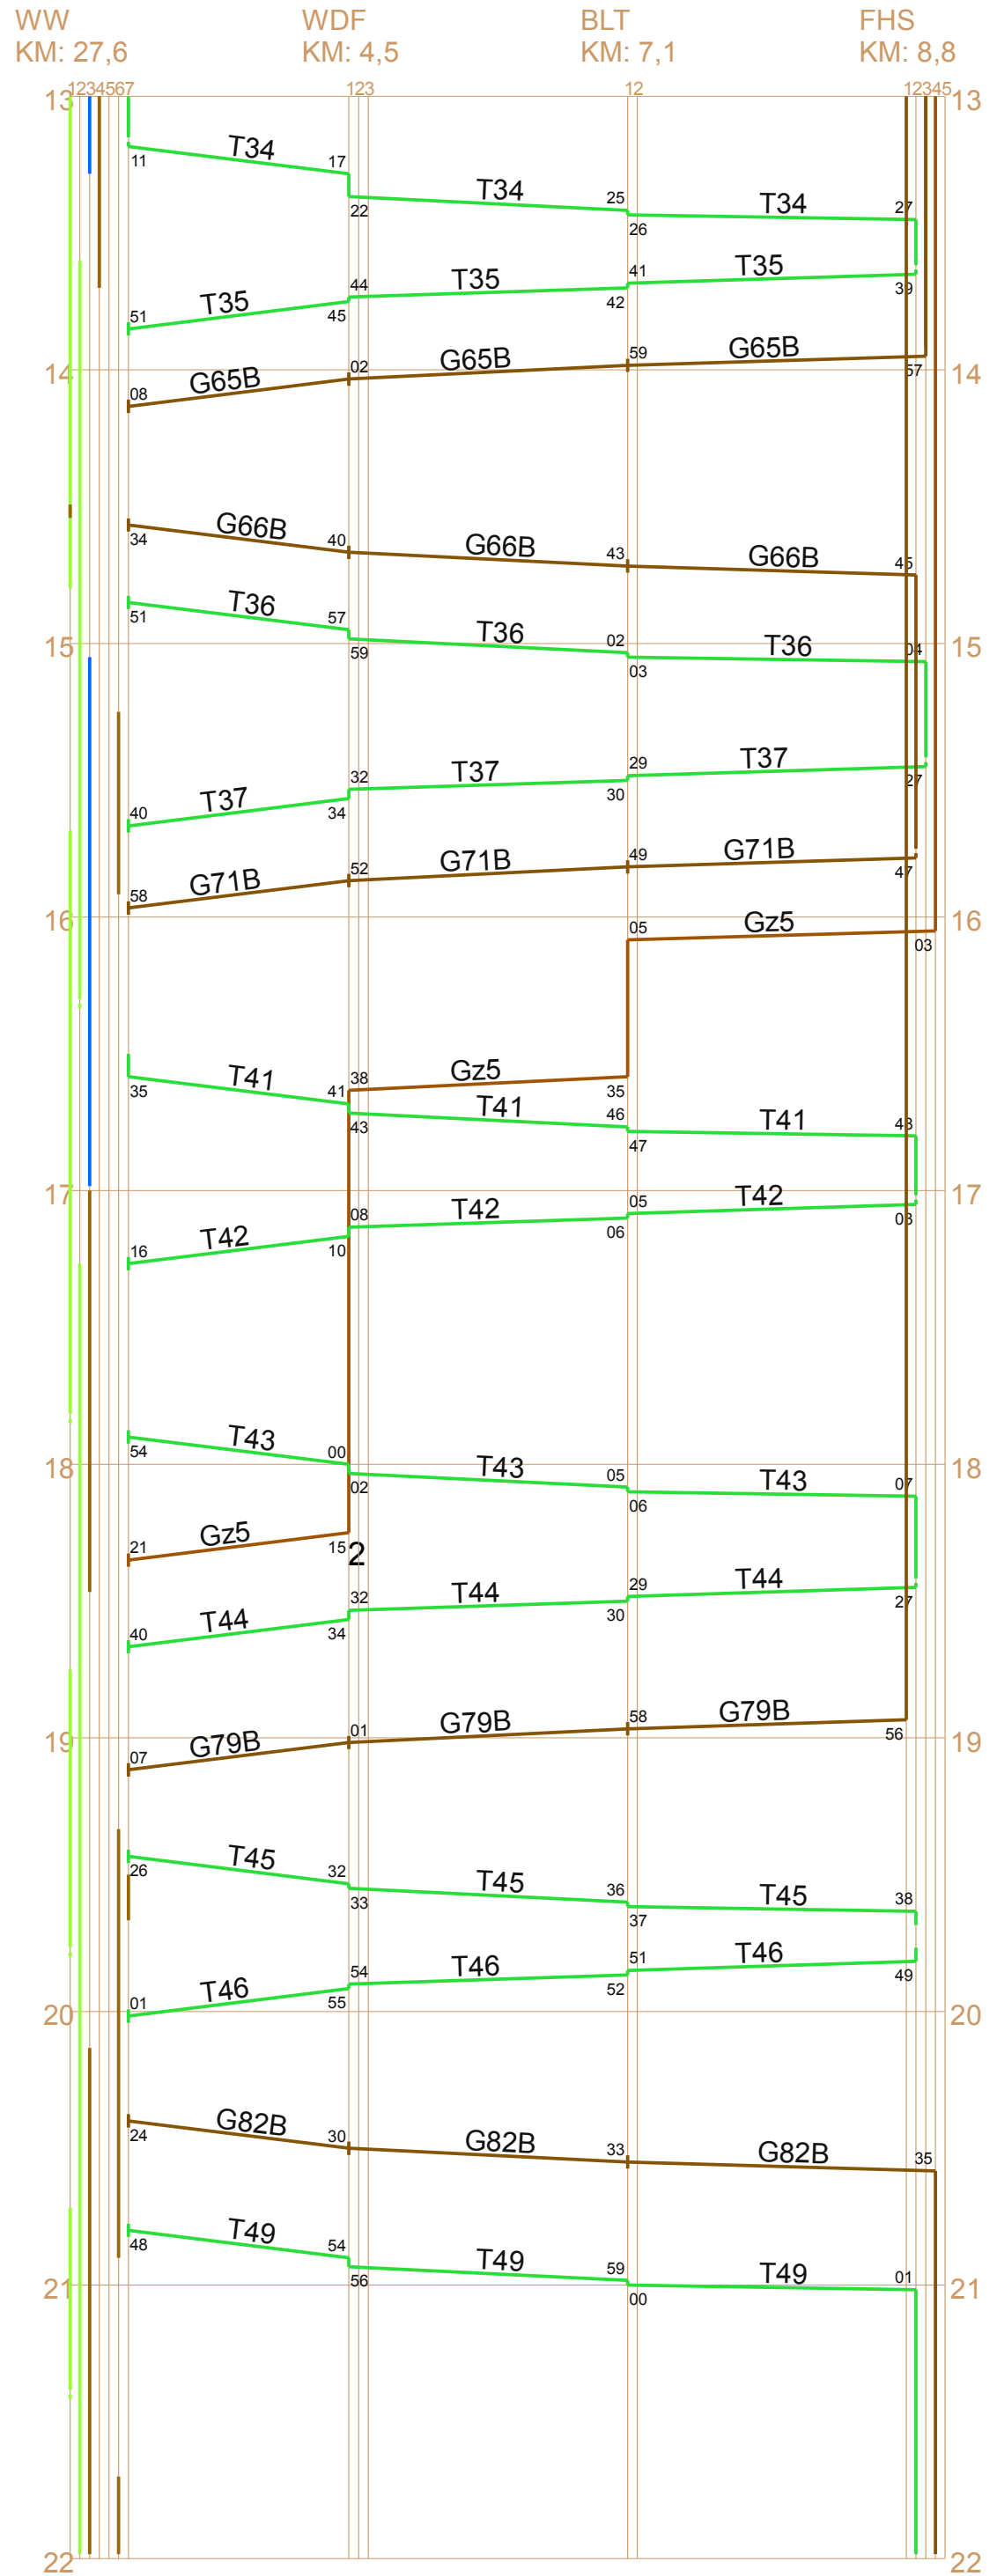 WW WDF BLT FHS
KM: 27,6 KM: 4,5 KM: 7,1 KM: 8,8
1234567 123 12 12345
13 13
T34 17
11
T34 25
22
T34 27
26
T35 41
T35 44
39
T35 51
42
45
T35
G65B 59
G65B 02
57
14 14
G65B 08
G66B 40
34
G66B 43
G66B 45
T36 57
51
T36 02
15 15
59
T36 04
03
T37 29
T37 32
27
30
T37 40
34
G71B 49
G71B 52
47
G71B 58
16 16
Gz5 05
03
Gz5 38
35
T41 41
35
T41 46
43
T41 48
47
17 17
T42 05
T42 08
03
06
T42 16
10
T43 00
54
18 18
T43 05
02
T43 07
06
Gz5 21
15 2
T44 29
T44 32
27
30
T44 40
34
G79B 58
G79B 01
56
19 19
G79B 07
T45 32
26
T45 36
33
T45 38
37
T46 51
T46 54
49
52
T46 01
55
20 20
G82B 30
24
G82B 33
G82B 35
T49 54
48
T49 59
56
T49 01
00
21 21
22 22